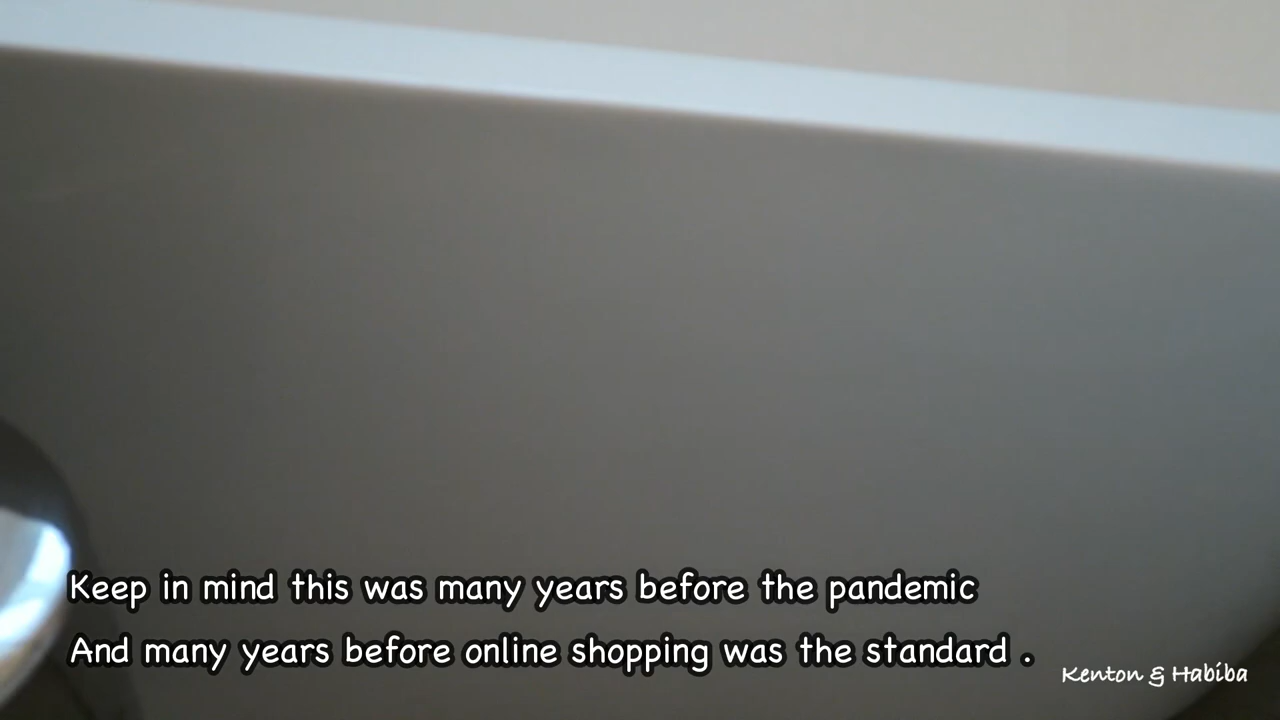 Keep in mind this was many years before the pandemic
And many years before online shopping was the standard .
Kenton & Habiba